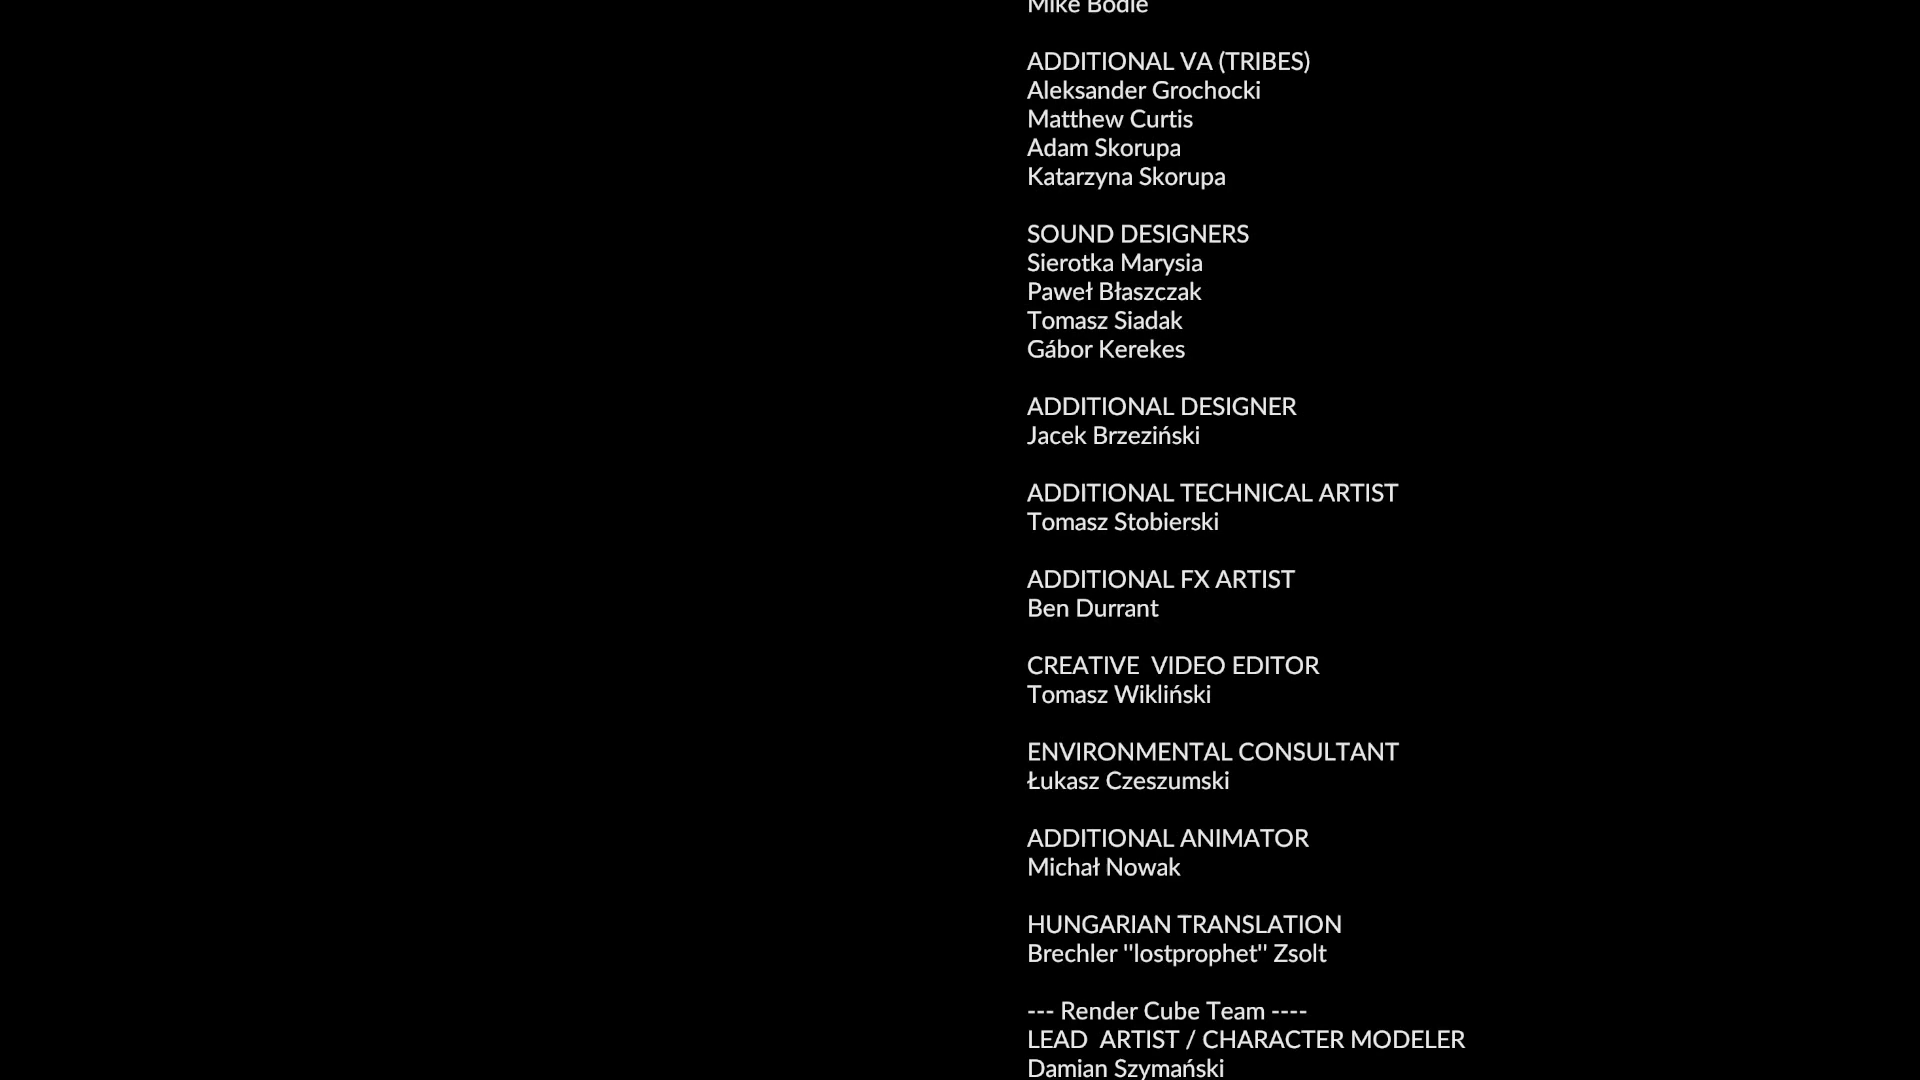 Mike Bodie
ADDITIONAL VA (TRIBES)
Aleksander Grochocki
Matthew Curtis
Adam Skorupa
Katarzyna Skorupa
SOUND DESIGNERS
Sierotka Marysia
Paweł Błaszczak
Tomasz Siadak
Gábor Kerekes
ADDITIONAL DESIGNER
Jacek Brzeziński
ADDITIONAL TECHNICAL ARTIST
Tomasz Stobierski
ADDITIONAL FX ARTIST
Ben Durrant
CREATIVE  VIDEO EDITOR
Tomasz Wikliński
ENVIRONMENTAL CONSULTANT
Łukasz Czeszumski
ADDITIONAL ANIMATOR
Michał Nowak
HUNGARIAN TRANSLATION
Brechler "lostprophet" Zsolt
--- Render Cube Team ----
LEAD  ARTIST / CHARACTER MODELER
Damian Szymański